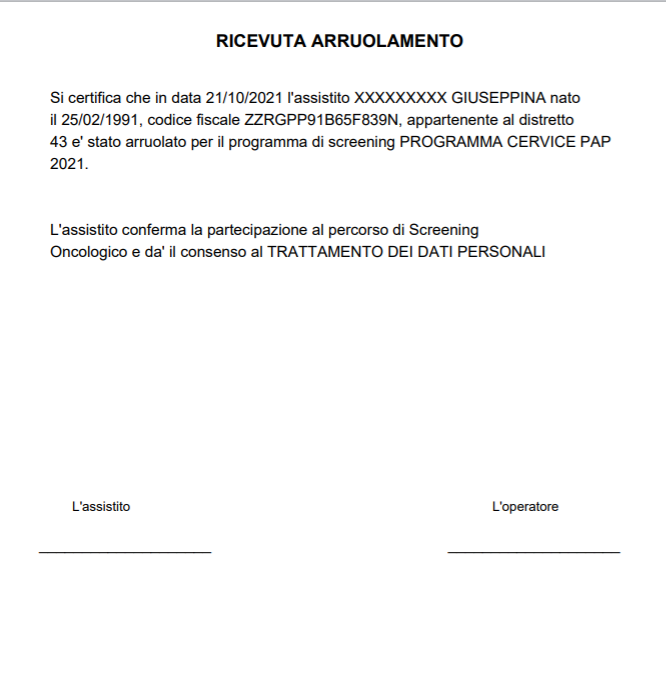 RICEVUTA ARRUOLAMENTO
Si certifica che in data 21/10/2021 l'assistito XXXXXXXXX GIUSEPPINA nato
il 25/02/1991, codice fiscale ZZRGPP91B65F839N, appartenente al distretto
43 e' stato arruolato per il programma di screening PROGRAMMA CERVICE PAP
2021.
L'assistito conferma la partecipazione al percorso di Screening
Oncologico e da' il consenso al TRATTAMENTO DEI DATI PERSONALI
L'assistito
L'operatore